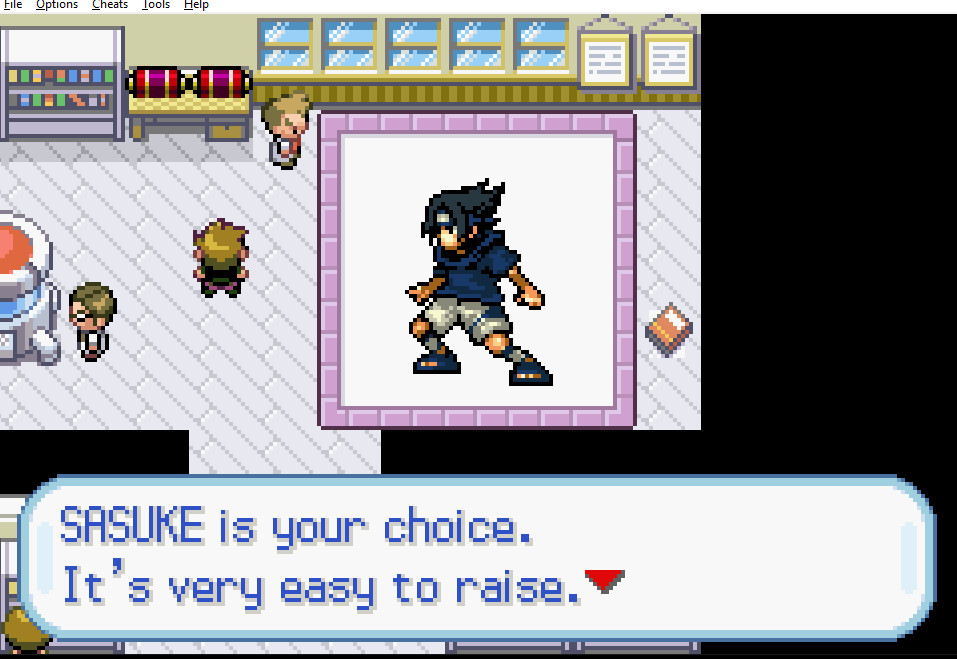 File Options Cheats Tools Help
SASUKE is your choice.
It's very easy to raise.